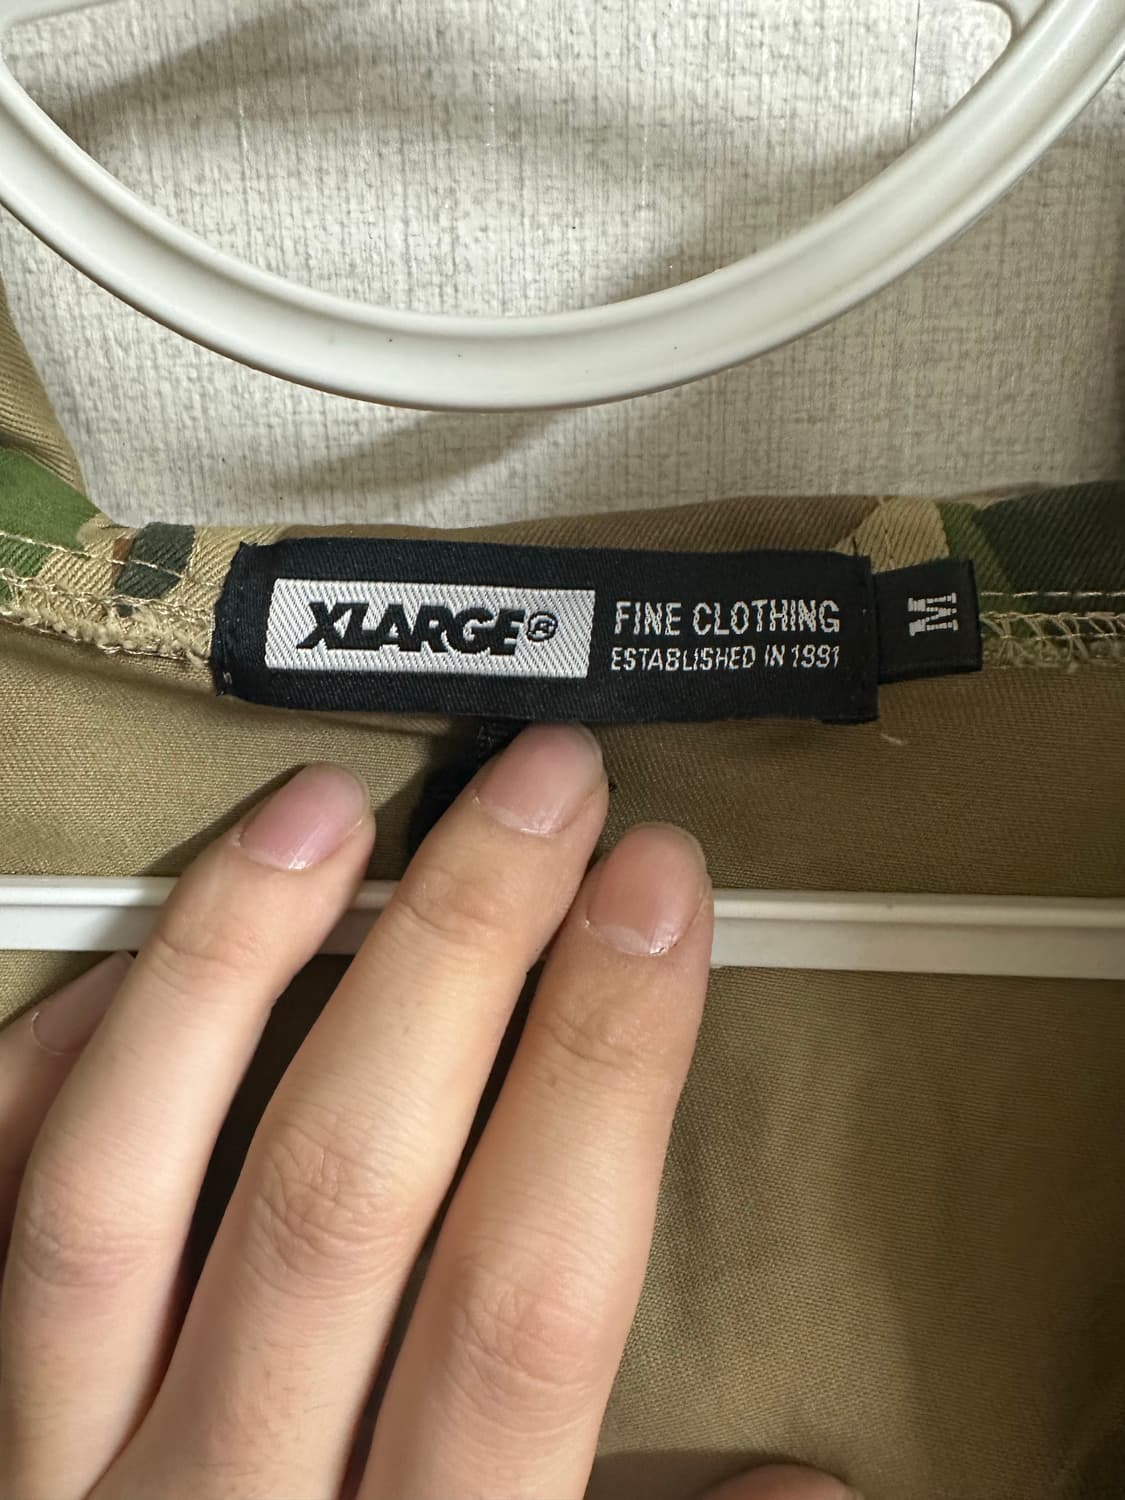 XLARGE®
FINE CLOTHING
ESTABLISHED IN 1991
M